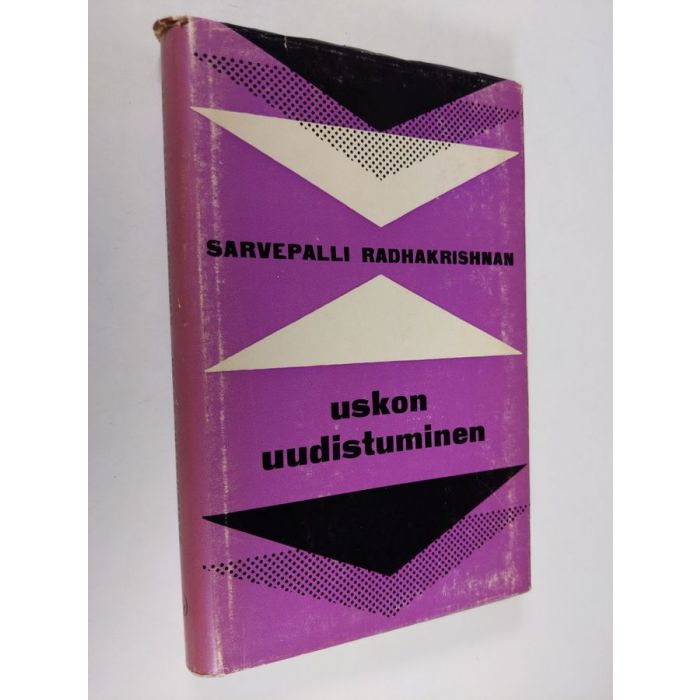 SARVEPALLI RADHAKRISHNAN
uskon
uudistuminen